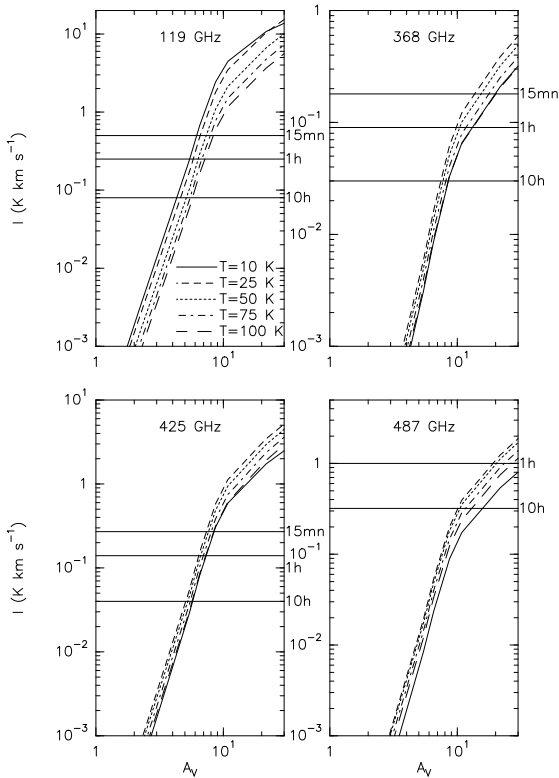 119 GHz
368 GHz
10¹
1
10⁻¹
10⁻²
10⁻³
I (K km s⁻¹)
15mn
1h
10h
T=10 K
T=25 K
T=50 K
T=75 K
T=100 K
1
10¹
1
10⁻¹
10⁻²
10⁻³
15mn
1h
10h
1
10¹
425 GHz
487 GHz
10¹
1
10⁻¹
10⁻²
10⁻³
I (K km s⁻¹)
15mn
1h
10h
1
10¹
A_V
1
10⁻¹
10⁻²
10⁻³
1h
10h
1
10¹
A_V